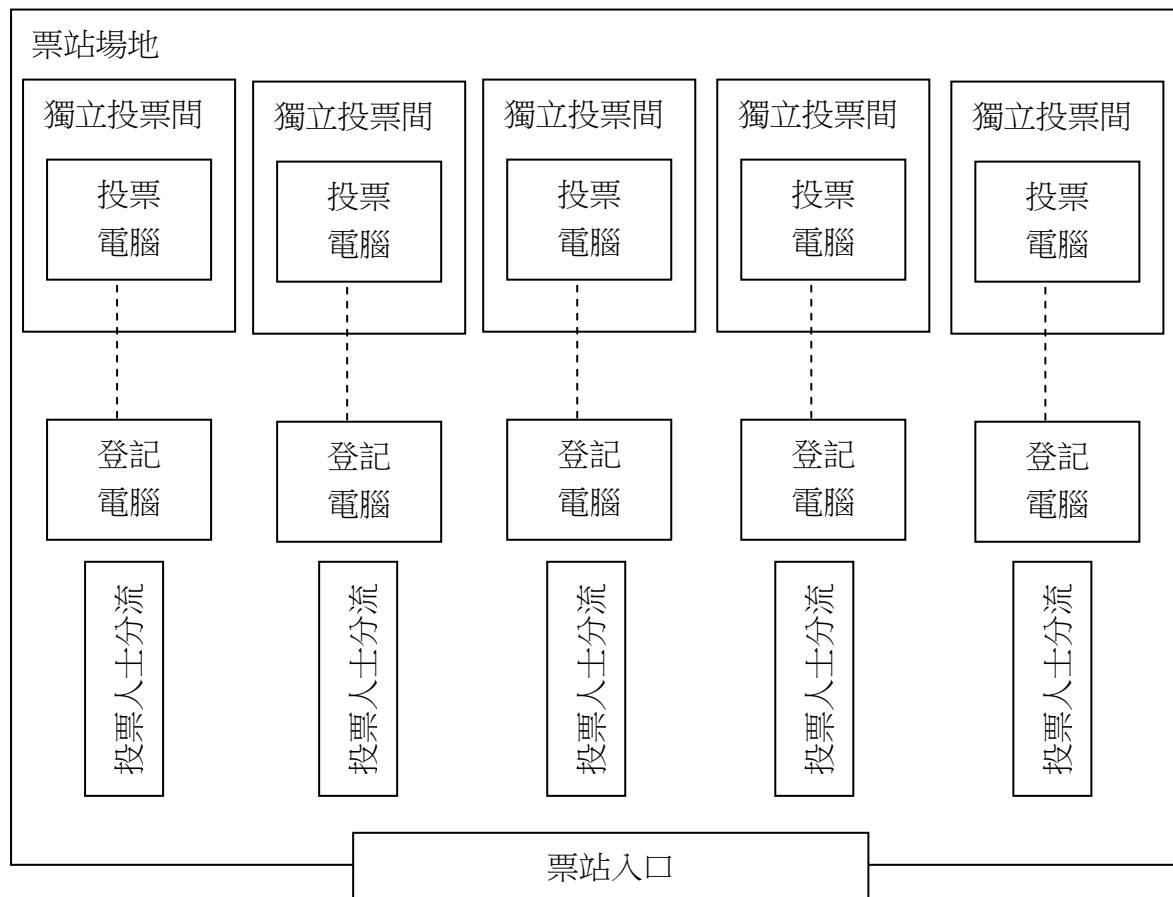 票站場地
獨立投票間 獨立投票間 獨立投票間 獨立投票間 獨立投票間
投票 投票 投票 投票 投票
電腦 電腦 電腦 電腦 電腦
登記 登記 登記 登記 登記
電腦 電腦 電腦 電腦 電腦
投票人士分流 投票人士分流 投票人士分流 投票人士分流 投票人士分流
票站入口